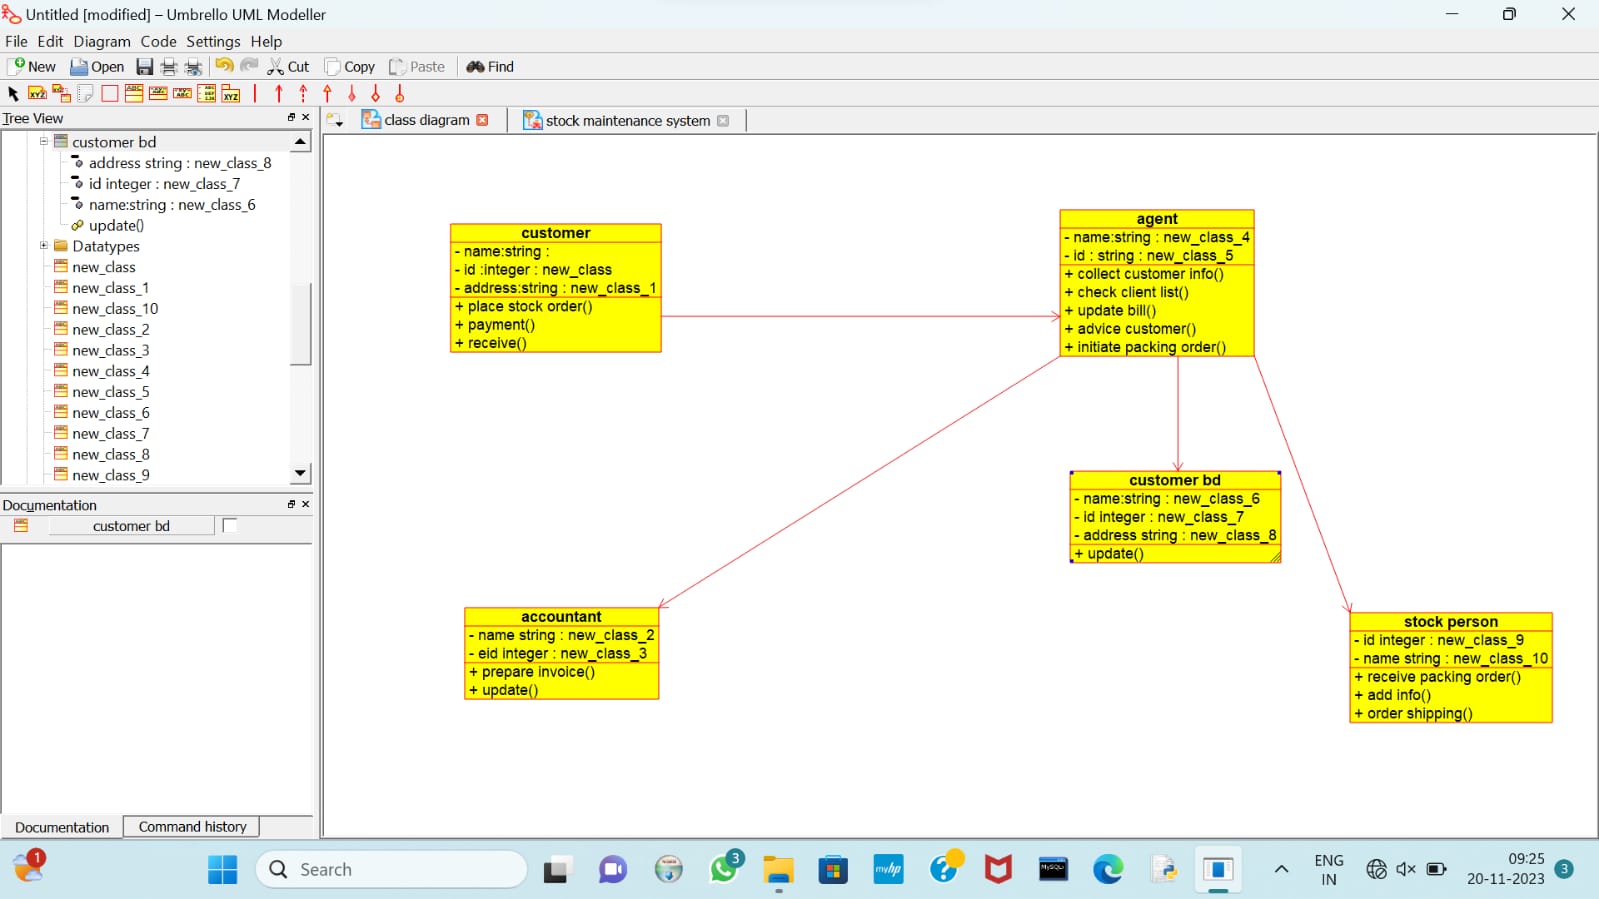 Untitled [modified] – Umbrello UML Modeller
File Edit Diagram Code Settings Help
New Open Cut Copy Paste Find
Tree View
class diagram
stock maintenance system
customer bd
address string : new_class_8
id integer : new_class_7
name:string : new_class_6
update()
Datatypes
new_class
new_class_1
new_class_10
new_class_2
new_class_3
new_class_4
new_class_5
new_class_6
new_class_7
new_class_8
new_class_9
Documentation
customer bd
Documentation
Command history
customer
- name:string :
- id :integer : new_class
- address:string : new_class_1
+ place stock order()
+ payment()
+ receive()
agent
- name:string : new_class_4
- id : string : new_class_5
+ collect customer info()
+ check client list()
+ update bill()
+ advice customer()
+ initiate packing order()
customer bd
- name:string : new_class_6
- id integer : new_class_7
- address string : new_class_8
+ update()
accountant
- name string : new_class_2
- eid integer : new_class_3
+ prepare invoice()
+ update()
stock person
- id integer : new_class_9
- name string : new_class_10
+ receive packing order()
+ add info()
+ order shipping()
1
Search
3
myhp
ENG
IN
09:25
20-11-2023
3